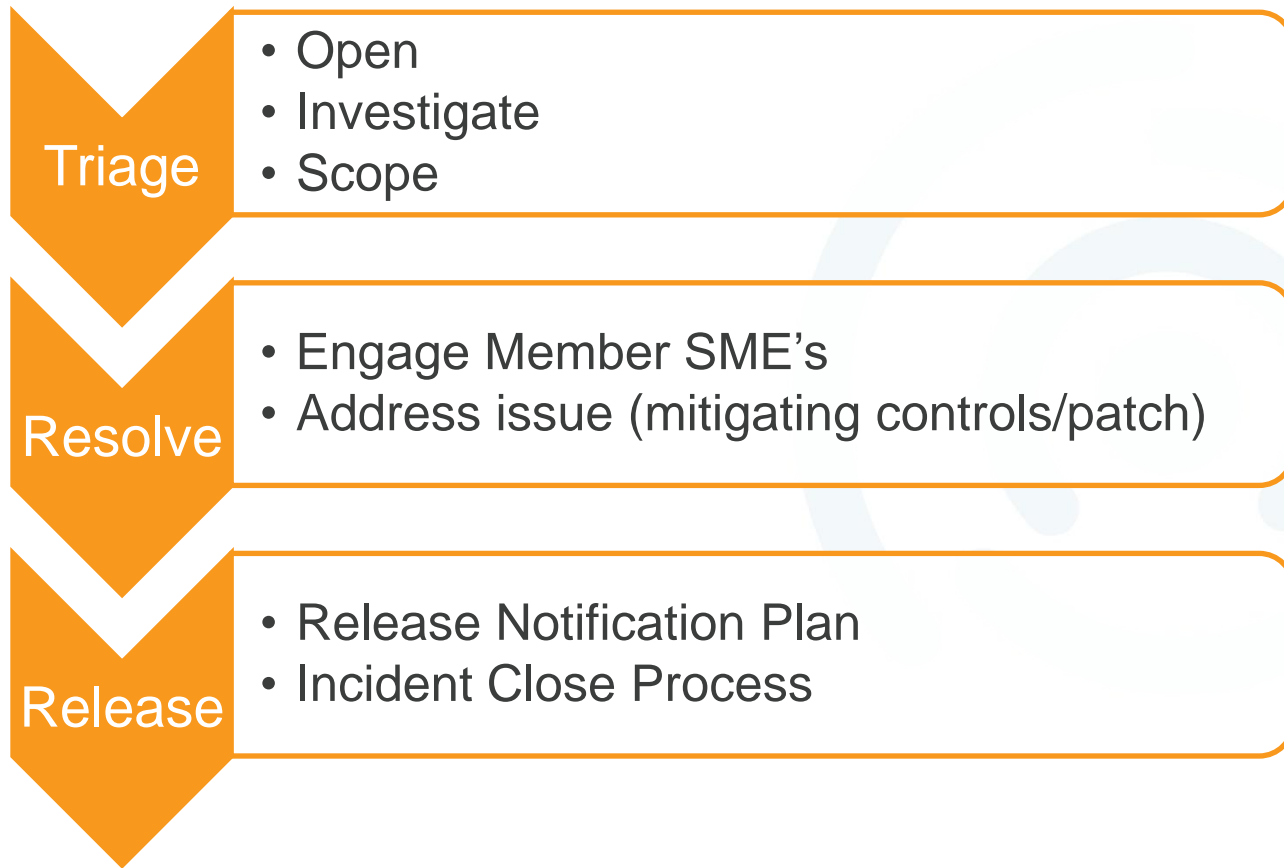 Triage
• Open
• Investigate
• Scope
Resolve
• Engage Member SME’s
• Address issue (mitigating controls/patch)
Release
• Release Notification Plan
• Incident Close Process